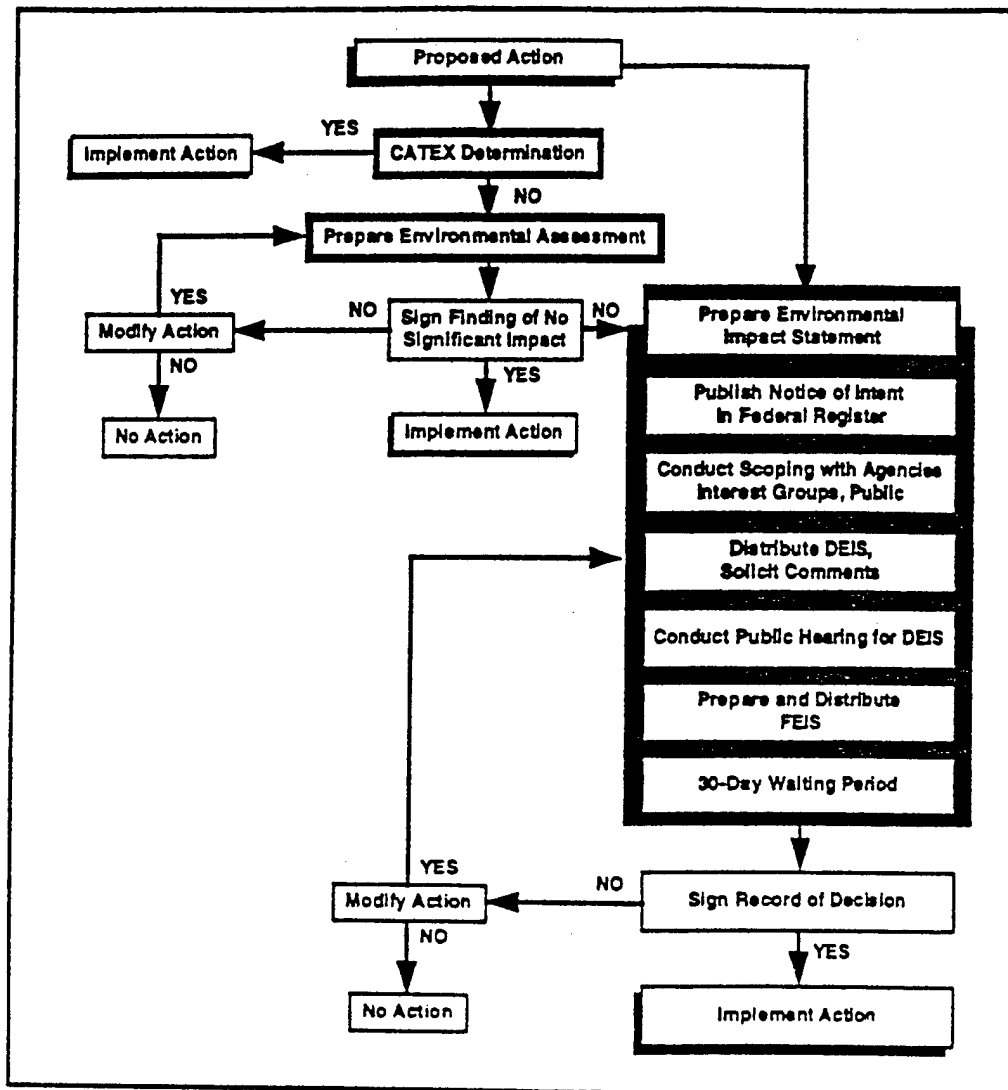 Proposed Action
YES
Implement Action
CATEX Determination
NO
Prepare Environmental Assessment
YES
NO
Sign Finding of No
Significant Impact
NO
Modify Action
NO
YES
No Action
Implement Action
Prepare Environmental
Impact Statement
Publish Notice of Intent
In Federal Register
Conduct Scoping with Agencies
Interest Groups, Public
Distribute DEIS,
Solicit Comments
Conduct Public Hearing for DEIS
Prepare and Distribute
FEIS
30-Day Waiting Period
YES
NO
Modify Action
Sign Record of Decision
NO
YES
No Action
Implement Action